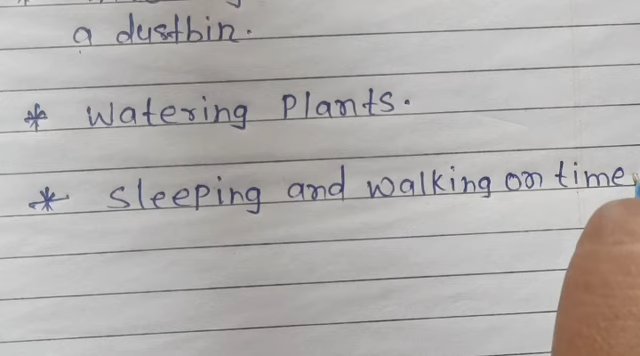 a dustbin.
* Watering Plants.
* Sleeping and walking on time